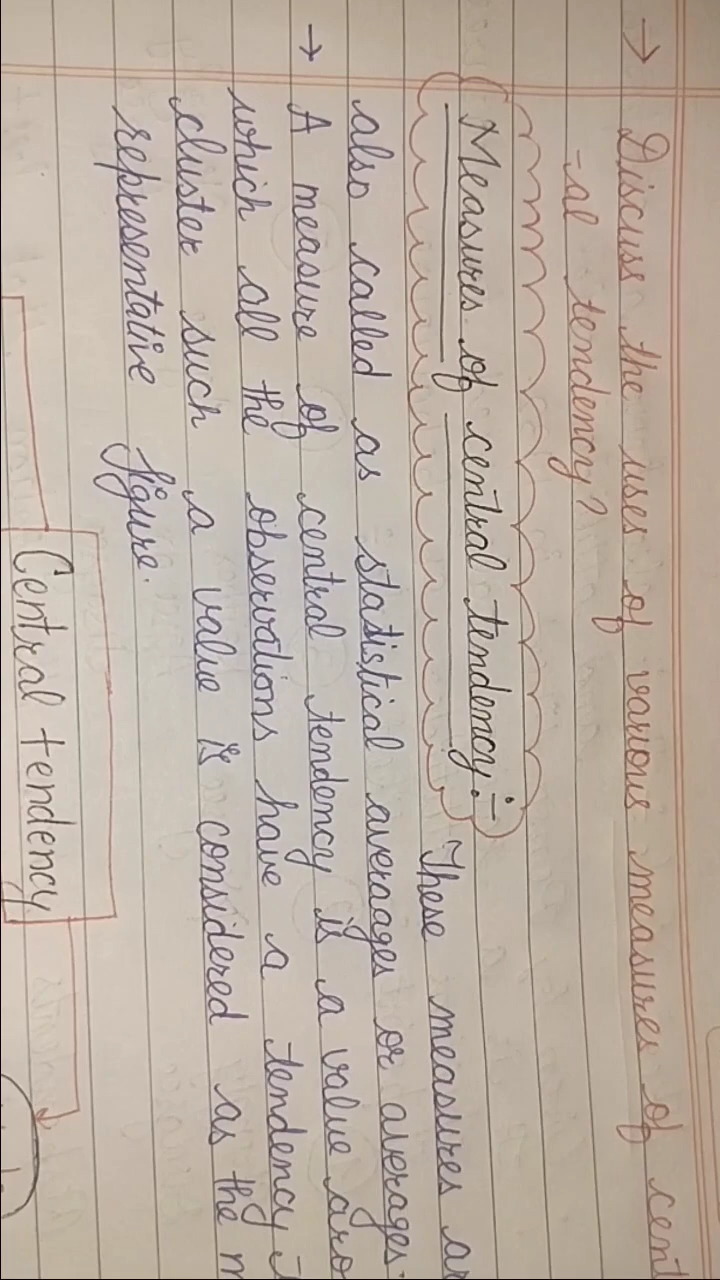 → Discuss the uses of various measures of cent
-al tendency?
Measures of central tendency:- These measures ar
also called as statistical averaages or averages.
→ A measure of central tendency is a value aro
which all the observations have a tendency
cluster such a value is considered as the m
representative figure.
Central tendency